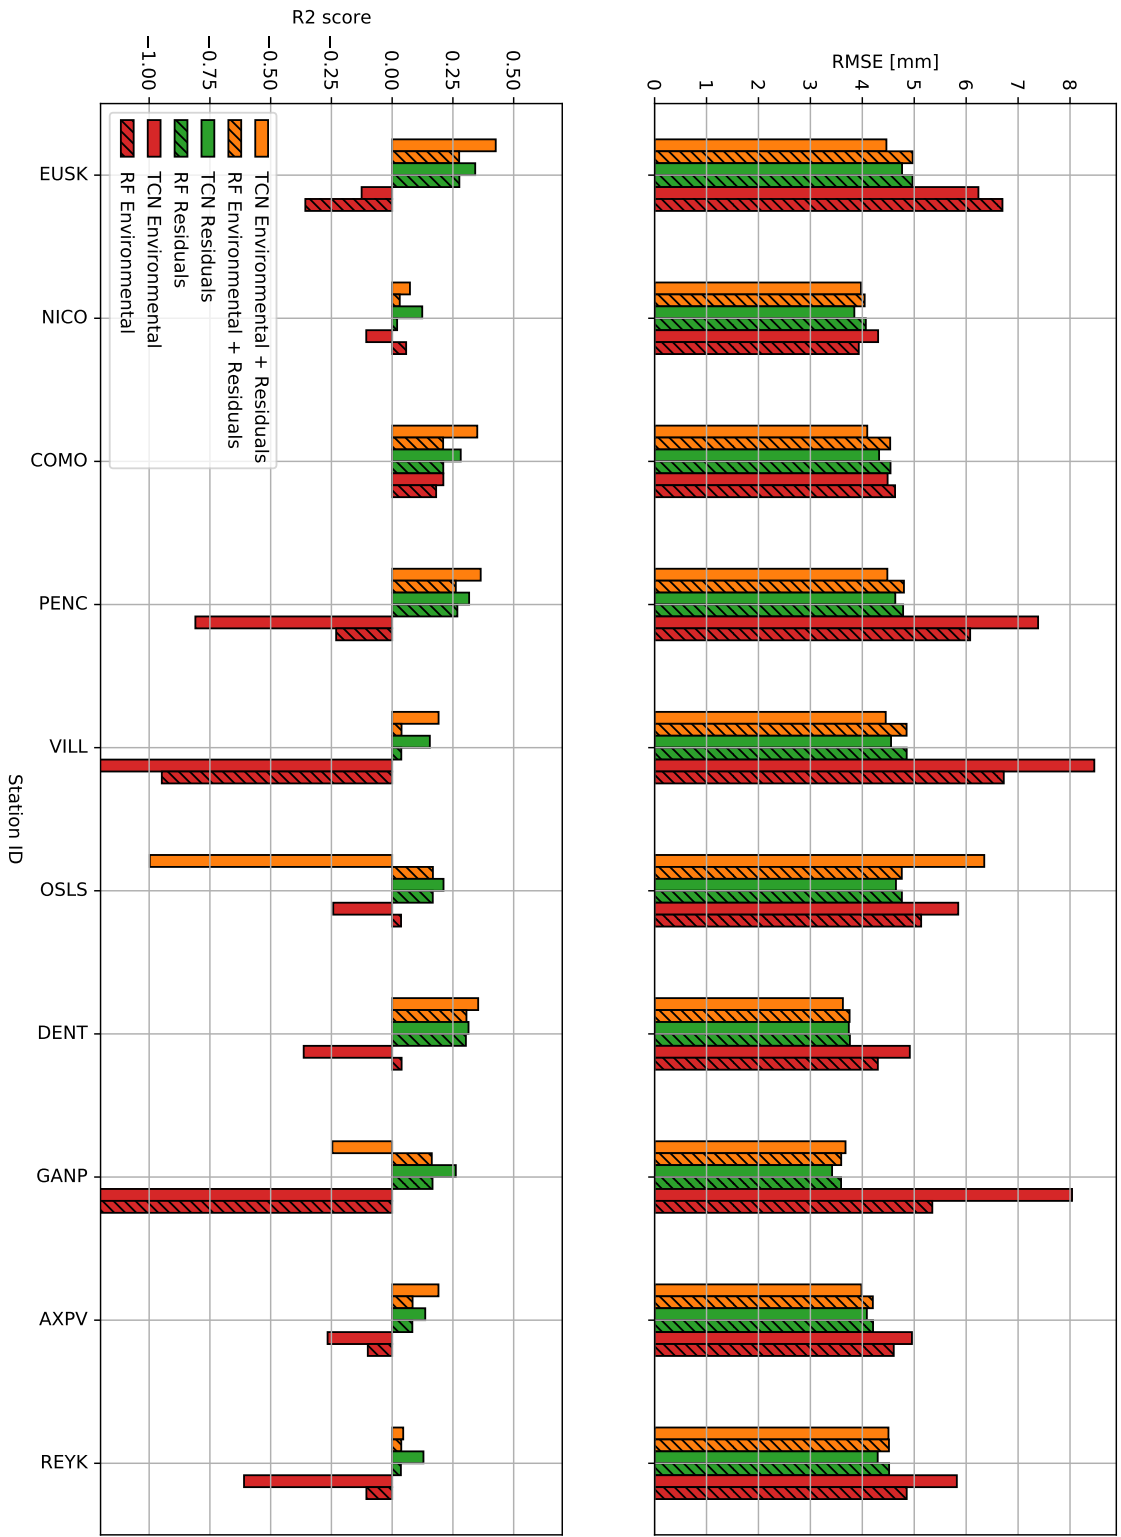 RMSE [mm]
0
1
2
3
4
5
6
7
8
R2 score
−1.00
−0.75
−0.50
−0.25
0.00
0.25
0.50
TCN Environmental + Residuals
RF Environmental + Residuals
TCN Residuals
RF Residuals
TCN Environmental
RF Environmental
EUSK
NICO
COMO
PENC
VILL
OSLS
DENT
GANP
AXPV
REYK
Station ID